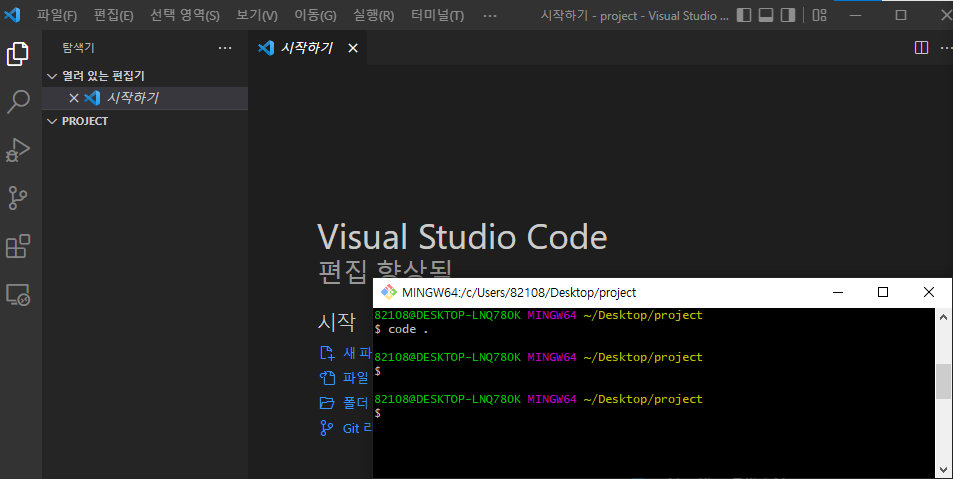 파일(F) 편집(E) 선택 영역(S) 보기(V) 이동(G) 실행(R) 터미널(T) ··· 시작하기 - project - Visual Studio ...
탐색기 ···
시작하기
열려 있는 편집기
시작하기
PROJECT
Visual Studio Code
편집 향상됨
시작
새 파
파일
폴더
Git 리
MINGW64:/c/Users/82108/Desktop/project
82108@DESKTOP-LNQ78OK MINGW64 ~/Desktop/project
$ code .
82108@DESKTOP-LNQ78OK MINGW64 ~/Desktop/project
$
82108@DESKTOP-LNQ78OK MINGW64 ~/Desktop/project
$